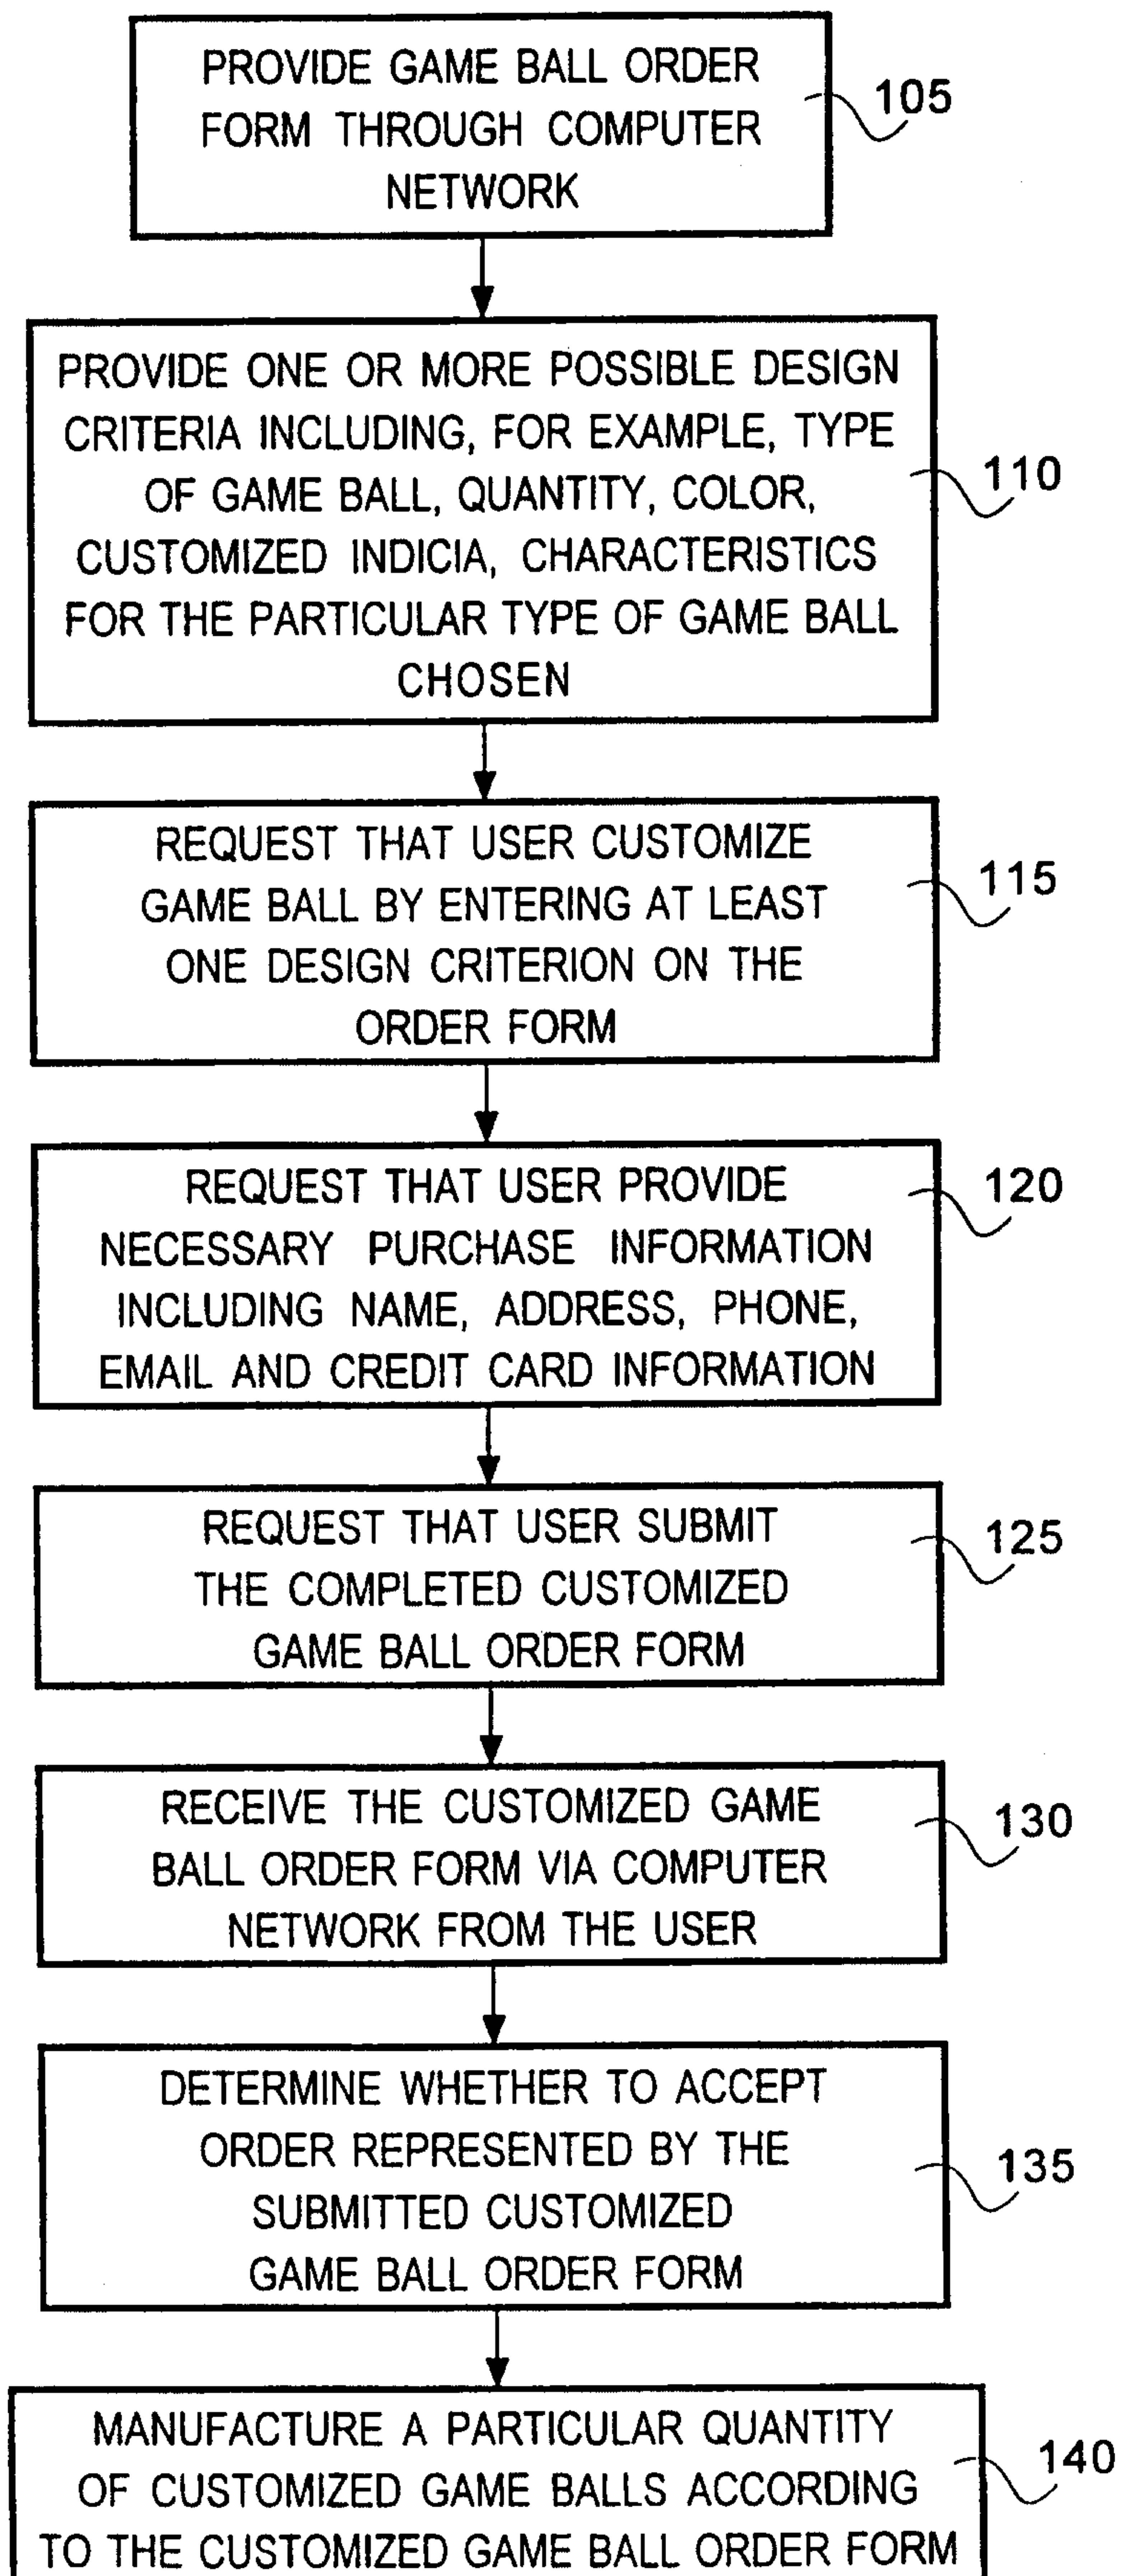 PROVIDE GAME BALL ORDER
FORM THROUGH COMPUTER
NETWORK
105
PROVIDE ONE OR MORE POSSIBLE DESIGN
CRITERIA INCLUDING, FOR EXAMPLE, TYPE
OF GAME BALL, QUANTITY, COLOR,
CUSTOMIZED INDICIA, CHARACTERISTICS
FOR THE PARTICULAR TYPE OF GAME BALL
CHOSEN
110
REQUEST THAT USER CUSTOMIZE
GAME BALL BY ENTERING AT LEAST
ONE DESIGN CRITERION ON THE
ORDER FORM
115
REQUEST THAT USER PROVIDE
NECESSARY PURCHASE INFORMATION
INCLUDING NAME, ADDRESS, PHONE,
EMAIL AND CREDIT CARD INFORMATION
120
REQUEST THAT USER SUBMIT
THE COMPLETED CUSTOMIZED
GAME BALL ORDER FORM
125
RECEIVE THE CUSTOMIZED GAME
BALL ORDER FORM VIA COMPUTER
NETWORK FROM THE USER
130
DETERMINE WHETHER TO ACCEPT
ORDER REPRESENTED BY THE
SUBMITTED CUSTOMIZED
GAME BALL ORDER FORM
135
MANUFACTURE A PARTICULAR QUANTITY
OF CUSTOMIZED GAME BALLS ACCORDING
TO THE CUSTOMIZED GAME BALL ORDER FORM
140